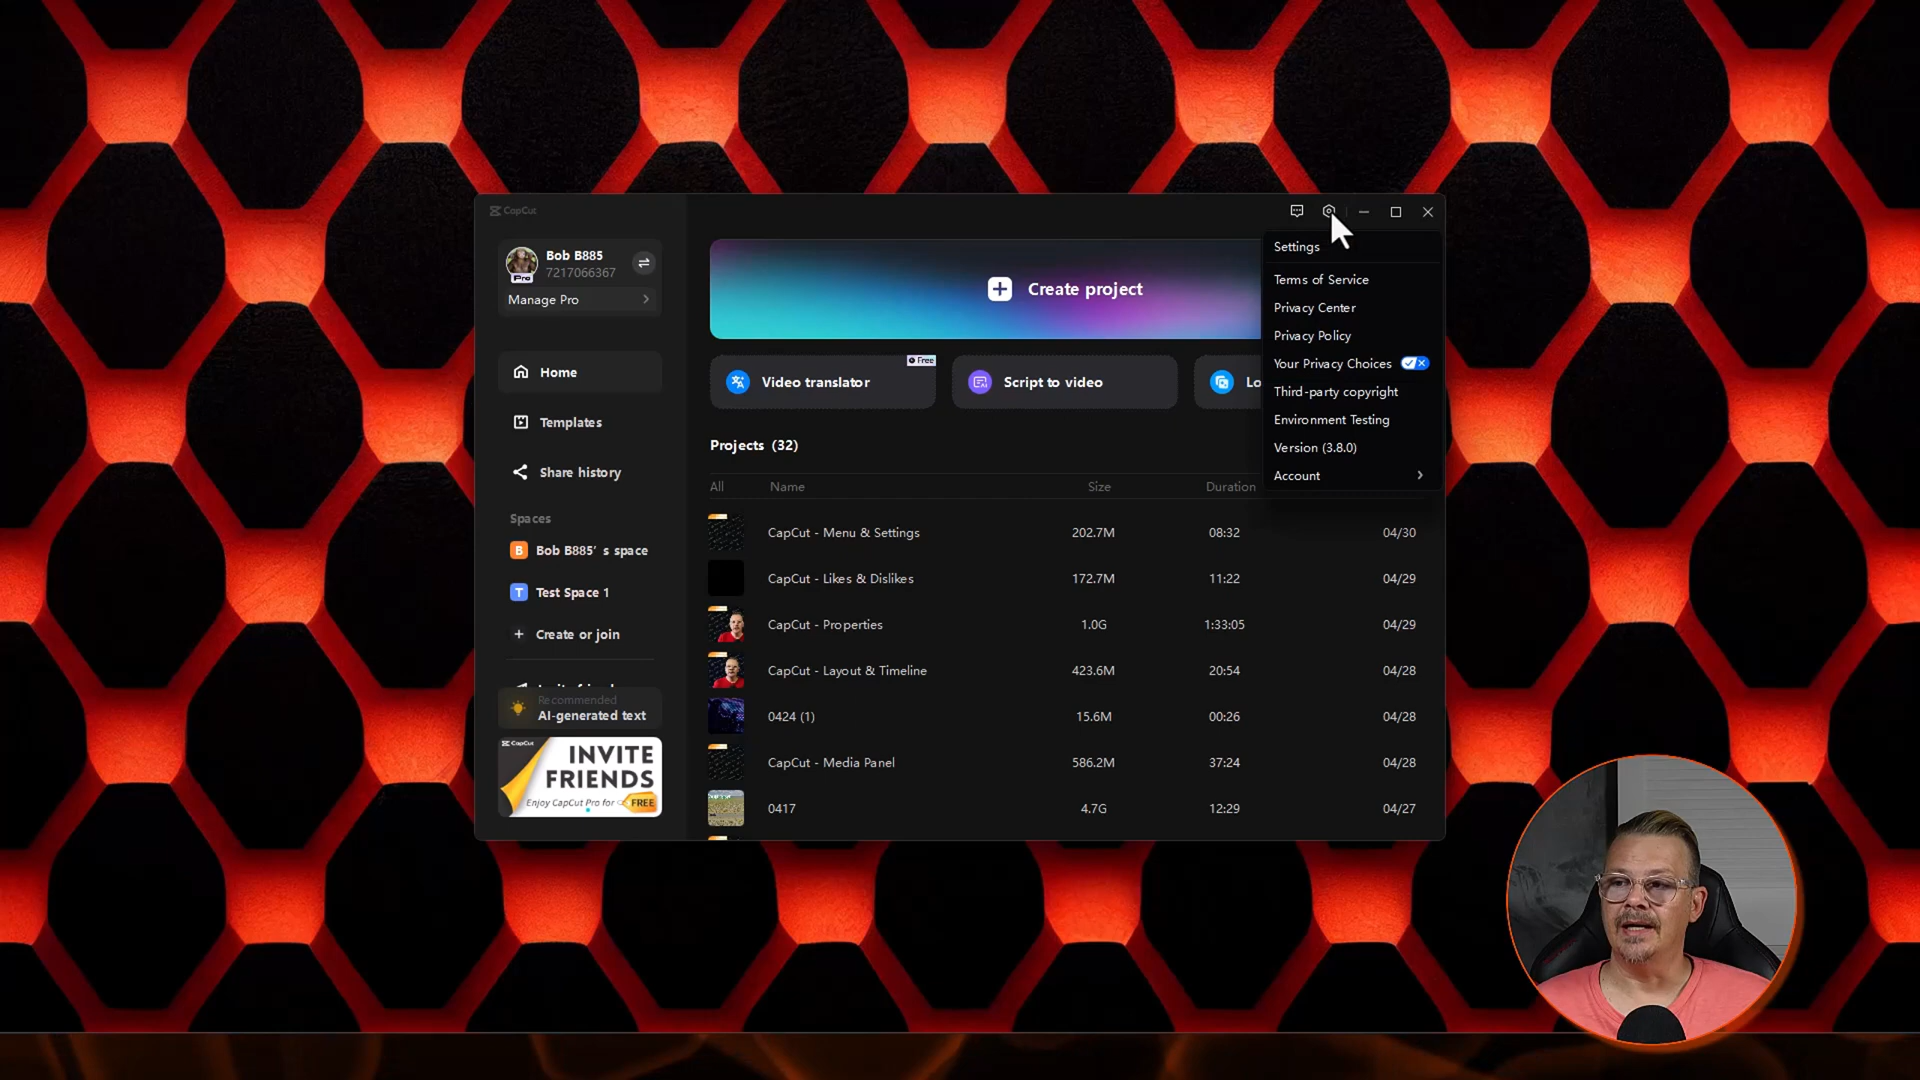 CapCut
Bob B885
7217066367
Pro
Manage Pro
Home
Templates
Share history
Spaces
B Bob B885' s space
T Test Space 1
Create or join
Recommended
AI-generated text
CapCut
INVITE
FRIENDS
Enjoy CapCut Pro for FREE
Create project
Free
Video translator
Script to video
Lo
Projects (32)
All Name Size Duration
CapCut - Menu & Settings 202.7M 08:32 04/30
CapCut - Likes & Dislikes 172.7M 11:22 04/29
CapCut - Properties 1.0G 1:33:05 04/29
CapCut - Layout & Timeline 423.6M 20:54 04/28
0424 (1) 15.6M 00:26 04/28
CapCut - Media Panel 586.2M 37:24 04/28
0417 4.7G 12:29 04/27
Settings
Terms of Service
Privacy Center
Privacy Policy
Your Privacy Choices
Third-party copyright
Environment Testing
Version (3.8.0)
Account